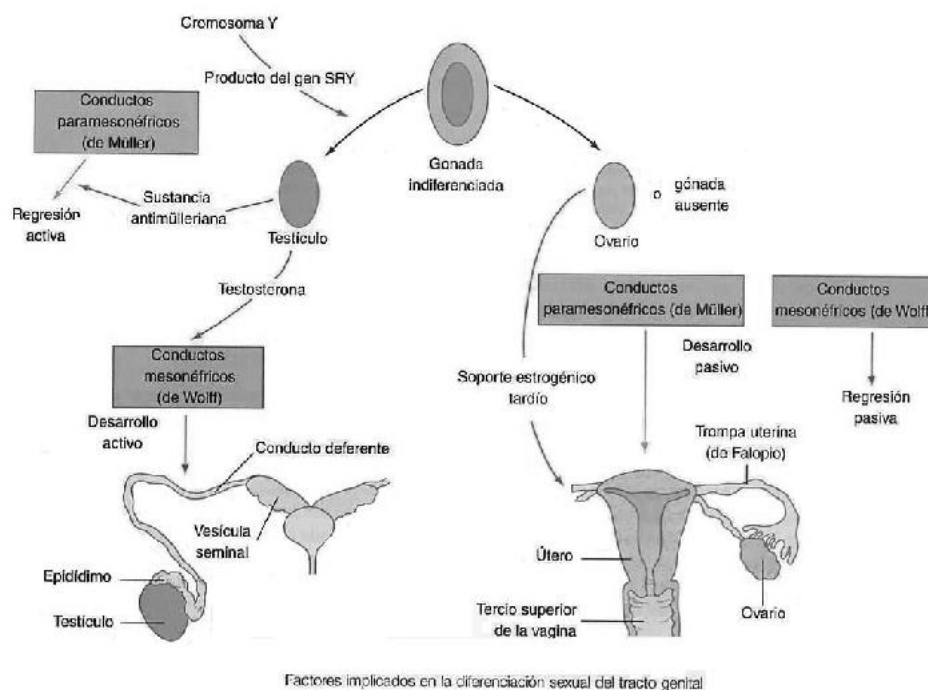 Cromosoma Y
Producto del gen SRY
Conductos
paramesonéfricos
(de Müller)
Gonada
indiferenciada
Sustancia
antimülleriana
Regresión
activa
Testículo
o gónada
ausente
Ovario
Testosterona
Conductos
paramesonéfricos (de Müller)
Conductos
mesonéfricos (de Wolff)
Desarrollo
pasivo
Conductos
mesonéfricos
(de Wolff)
Soporte estrogénico
tardío
Regresión
pasiva
Desarrollo
activo
Conducto deferente
Trompa uterina
(de Falopio)
Vesícula
seminal
Útero
Epidídimo
Testículo
Ovario
Tercio superior
de la vagina
Factores implicados en la diferenciación sexual del tracto genital